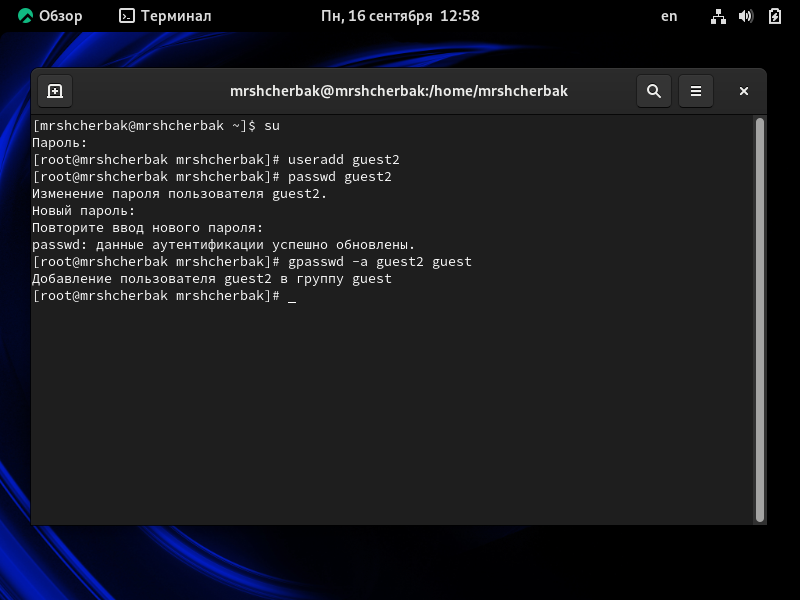 Обзор Терминал Пн, 16 сентября 12:58 en
mrshcherbak@mrshcherbak:/home/mrshcherbak
[mrshcherbak@mrshcherbak ~]$ su
Пароль:
[root@mrshcherbak mrshcherbak]# useradd guest2
[root@mrshcherbak mrshcherbak]# passwd guest2
Изменение пароля пользователя guest2.
Новый пароль:
Повторите ввод нового пароля:
passwd: данные аутентификации успешно обновлены.
[root@mrshcherbak mrshcherbak]# gpasswd -a guest2 guest
Добавление пользователя guest2 в группу guest
[root@mrshcherbak mrshcherbak]# _